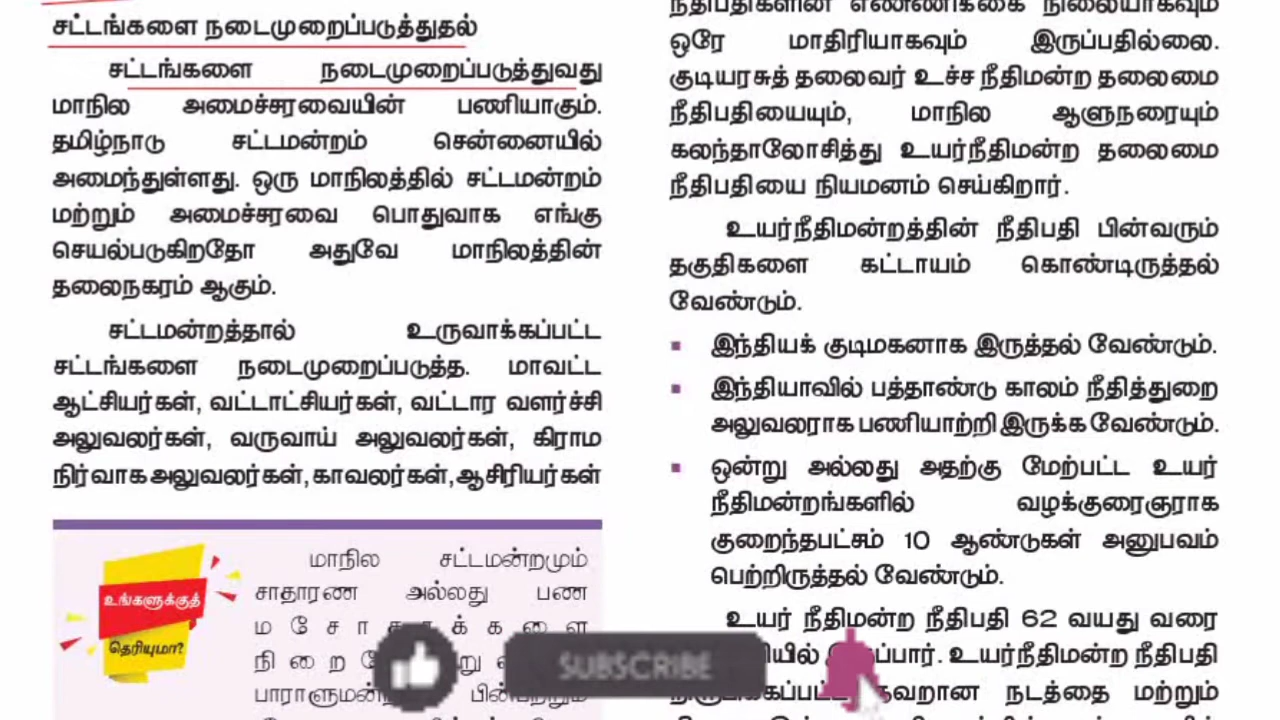 சட்டங்களை நடைமுறைப்படுத்துதல்
சட்டங்களை நடைமுறைப்படுத்துவது
மாநில அமைச்சரவையின் பணியாகும்.
தமிழ்நாடு சட்டமன்றம் சென்னையில்
அமைந்துள்ளது. ஒரு மாநிலத்தில் சட்டமன்றம்
மற்றும் அமைச்சரவை பொதுவாக எங்கு
செயல்படுகிறதோ அதுவே மாநிலத்தின்
தலைநகரம் ஆகும்.
சட்டமன்றத்தால் உருவாக்கப்பட்ட
சட்டங்களை நடைமுறைப்படுத்த. மாவட்ட
ஆட்சியர்கள், வட்டாட்சியர்கள், வட்டார வளர்ச்சி
அலுவலர்கள், வருவாய் அலுவலர்கள், கிராம
நிர்வாக அலுவலர்கள், காவலர்கள், ஆசிரியர்கள்
உங்களுக்குத்
தெரியுமா?
மாநில சட்டமன்றமும்
சாதாரண அல்லது பண
நீதிபதிகளின் எண்ணிக்கை நிலையாகவும்
ஒரே மாதிரியாகவும் இருப்பதில்லை.
குடியரசுத் தலைவர் உச்ச நீதிமன்ற தலைமை
நீதிபதியையும், மாநில ஆளுநரையும்
கலந்தாலோசித்து உயர்நீதிமன்ற தலைமை
நீதிபதியை நியமனம் செய்கிறார்.
உயர்நீதிமன்றத்தின் நீதிபதி பின்வரும்
தகுதிகளை கட்டாயம் கொண்டிருத்தல்
வேண்டும்.
▪ இந்தியக் குடிமகனாக இருத்தல் வேண்டும்.
▪ இந்தியாவில் பத்தாண்டு காலம் நீதித்துறை
அலுவலராக பணியாற்றி இருக்க வேண்டும்.
▪ ஒன்று அல்லது அதற்கு மேற்பட்ட உயர்
நீதிமன்றங்களில் வழக்குரைஞராக
குறைந்தபட்சம் 10 ஆண்டுகள் அனுபவம்
பெற்றிருத்தல் வேண்டும்.
உயர் நீதிமன்ற நீதிபதி 62 வயது வரை
உயர்நீதிமன்ற நீதிபதி
நடத்தை மற்றும்
SUBSCRIBE